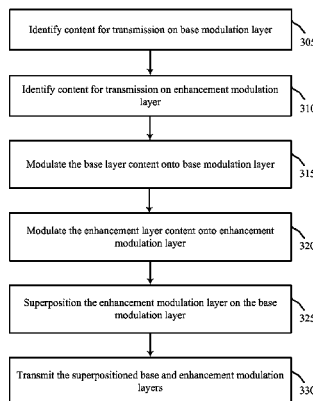 Identify content for transmission on base modulation layer
305
Identify content for transmission on enhancement modulation
layer
310
Modulate the base layer content onto base modulation layer
315
Modulate the enhancement layer content onto enhancement
modulation layer
320
Superposition the enhancement modulation layer on the base
modulation layer
325
Transmit the superpositioned base and enhancement modulation
layers
330